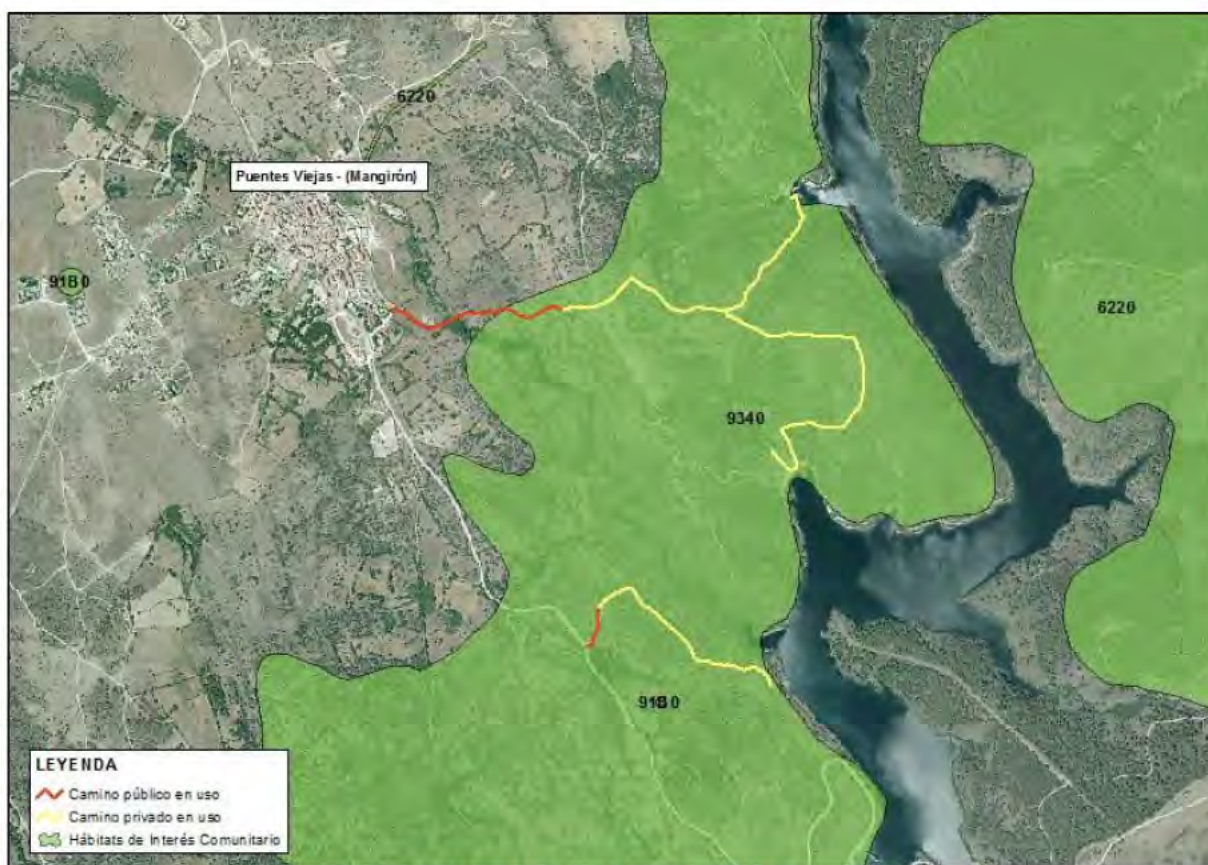 6220
Puentes Viejas - (Mangirón)
91B0
6220
9340
91B0
LEYENDA
Camino público en uso
Camino privado en uso
Hábitats de Interés Comunitario